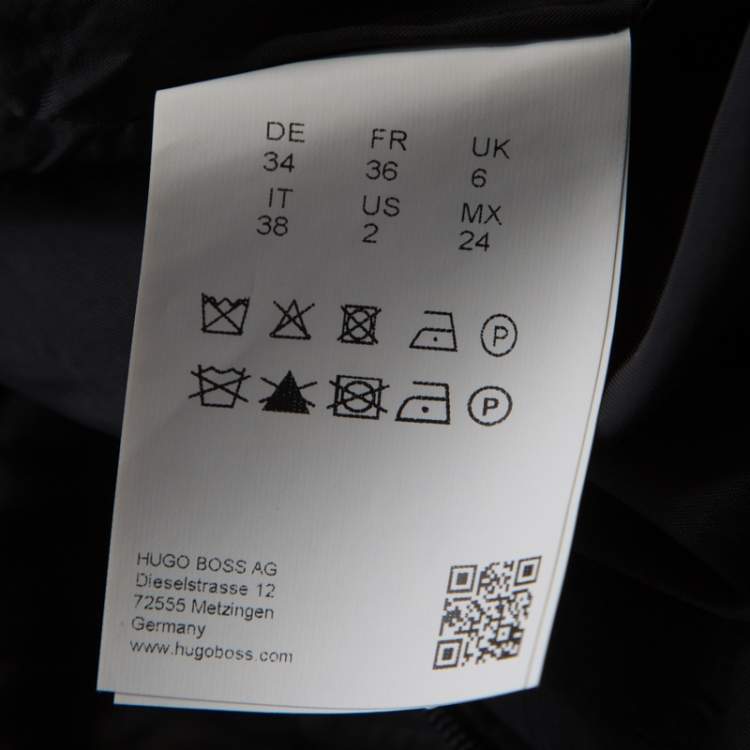 DE FR UK
34 36 6
IT US MX
38 2 24
P
P
HUGO BOSS AG
Dieselstrasse 12
72555 Metzingen
Germany
www.hugoboss.com